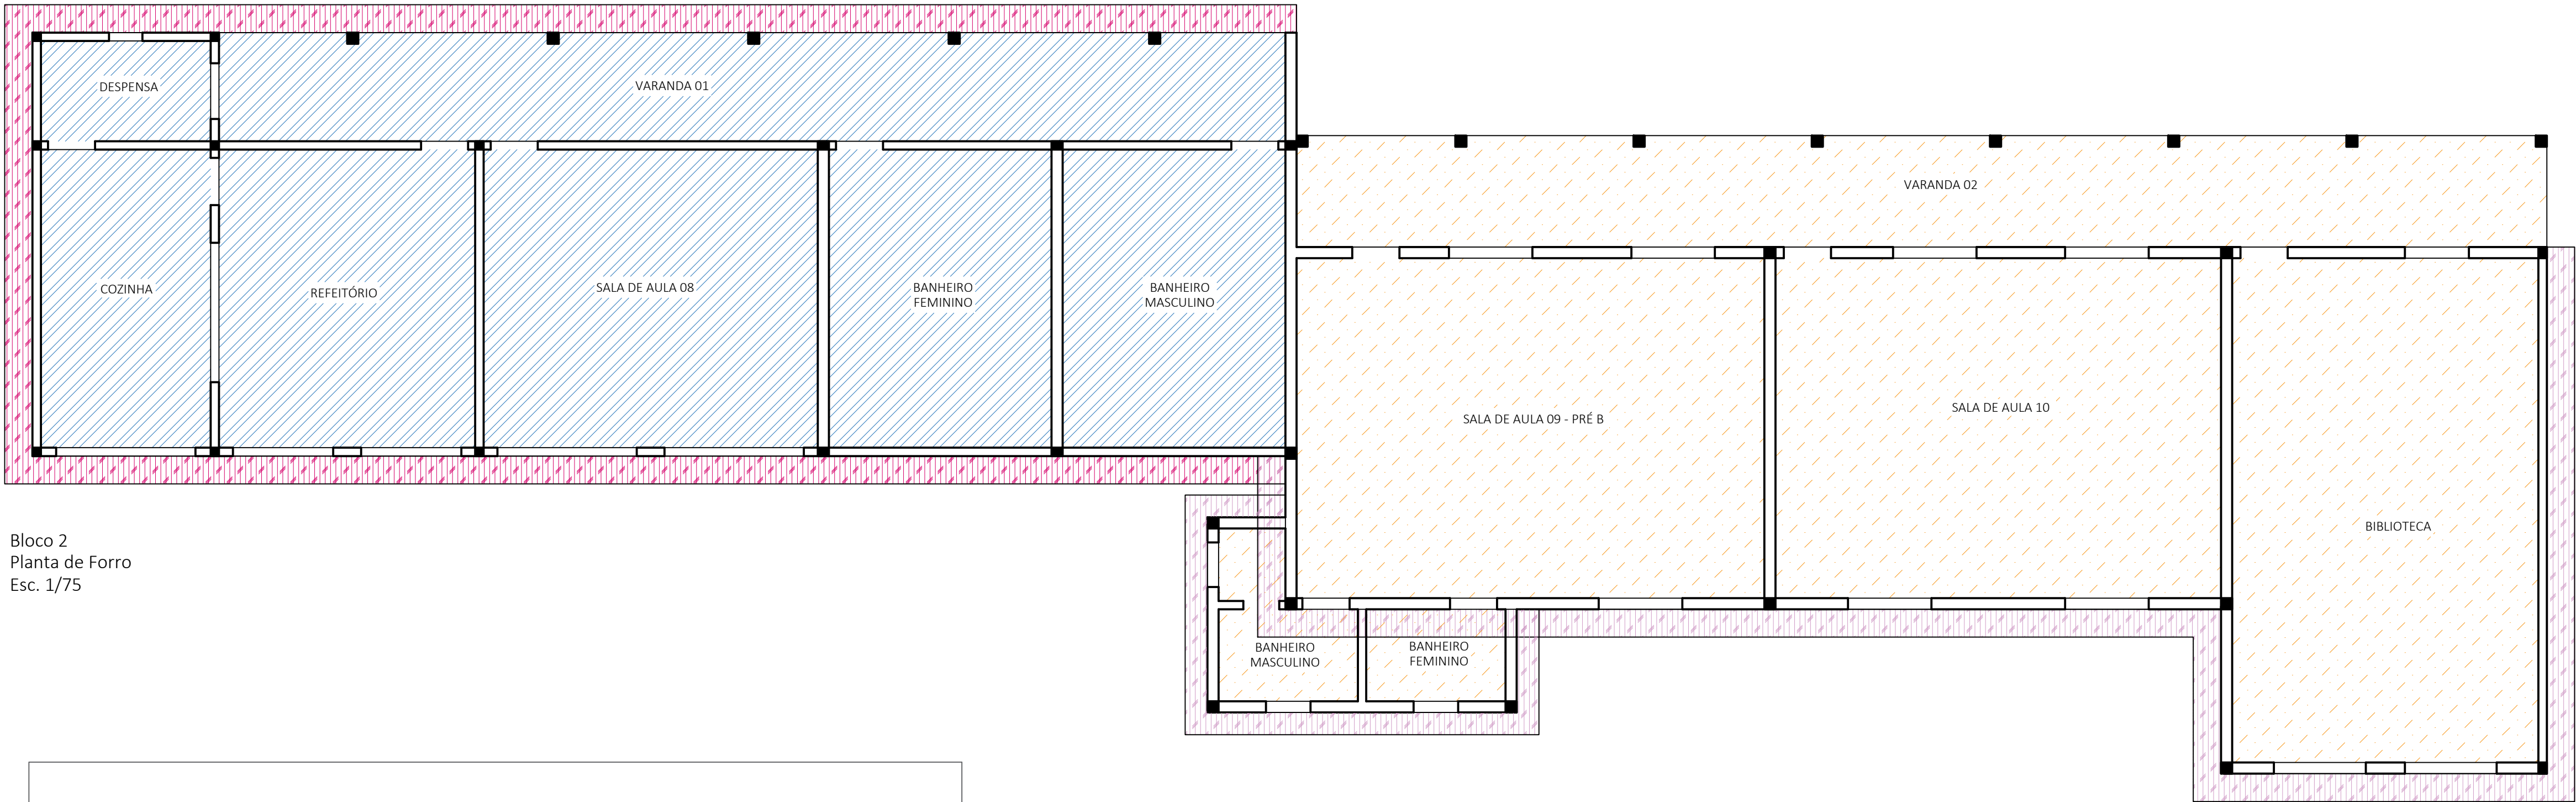 DESPENSA
VARANDA 01
VARANDA 02
COZINHA
REFEITÓRIO
SALA DE AULA 08
BANHEIRO
FEMININO
BANHEIRO
MASCULINO
SALA DE AULA 09 - PRÉ B
SALA DE AULA 10
BIBLIOTECA
Bloco 2
Planta de Forro
Esc. 1/75
BANHEIRO
MASCULINO
BANHEIRO
FEMININO